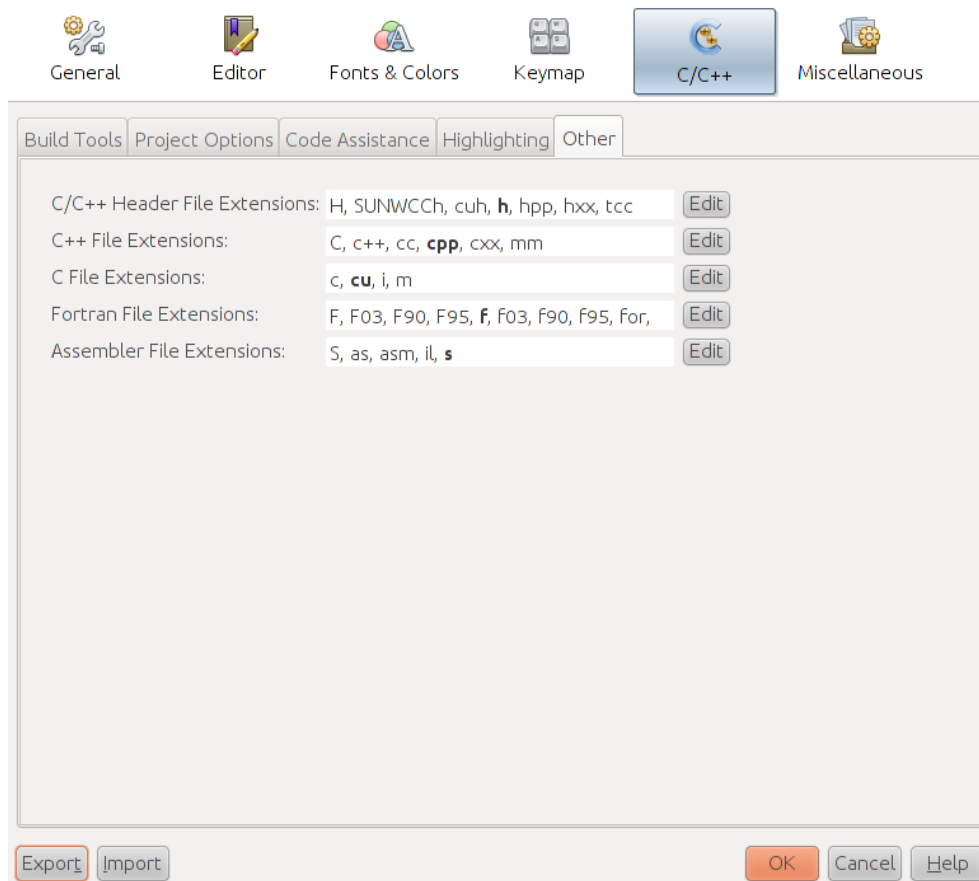 General Editor Fonts & Colors Keymap C/C++ Miscellaneous
Build Tools Project Options Code Assistance Highlighting Other
C/C++ Header File Extensions: H, SUNWCCh, cuh, h, hpp, hxx, tcc Edit
C++ File Extensions: C, c++, cc, cpp, cxx, mm Edit
C File Extensions: c, cu, i, m Edit
Fortran File Extensions: F, F03, F90, F95, f, f03, f90, f95, for, Edit
Assembler File Extensions: S, as, asm, il, s Edit
Export Import OK Cancel Help